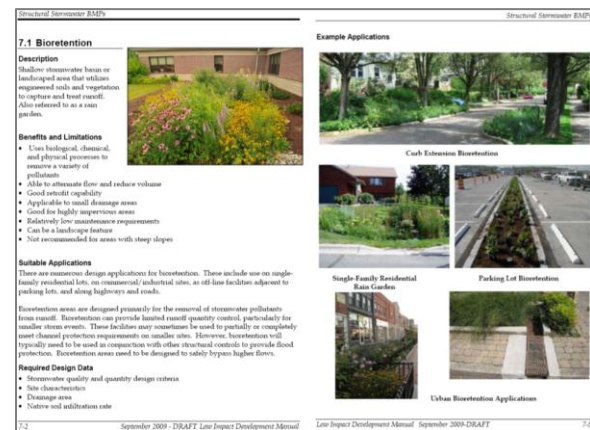 Structural Stormwater BMPs
7.1 Bioretention
Description
Shallow stormwater basin or
landscaped area that utilizes
engineered soils and vegetation
to capture and treat runoff.
Also referred to as a rain
garden.
Benefits and Limitations
• Uses biological, chemical,
and physical processes to
remove a variety of
pollutants
• Able to attenuate flow and reduce volume
• Good retrofit capability
• Applicable to small drainage areas
• Good for highly impervious areas
• Relatively low maintenance requirements
• Can be a landscape feature
• Not recommended for areas with steep slopes
Suitable Applications
There are numerous design applications for bioretention. These include use on single-
family residential lots, on commercial/industrial sites, as off-line facilities adjacent to
parking lots, and along highways and roads.
Bioretention areas are designed primarily for the removal of stormwater pollutants
from runoff. Bioretention can provide limited runoff quantity control, particularly for
smaller storm events. These facilities may sometimes be used to partially or completely
meet channel protection requirements on smaller sites. However, bioretention will
typically need to be used in conjunction with other structural controls to provide flood
protection. Bioretention areas need to be designed to safely bypass higher flows.
Required Design Data
• Stormwater quality and quantity design criteria
• Site characteristics
• Drainage area
• Native soil infiltration rate
7-2 September 2009 - DRAFT Low Impact Development Manual
Structural Stormwater BMPs
Example Applications
Curb Extension Bioretention
Single-Family Residential
Rain Garden
Parking Lot Bioretention
Urban Bioretention Applications
Low Impact Development Manual September 2009-DRAFT